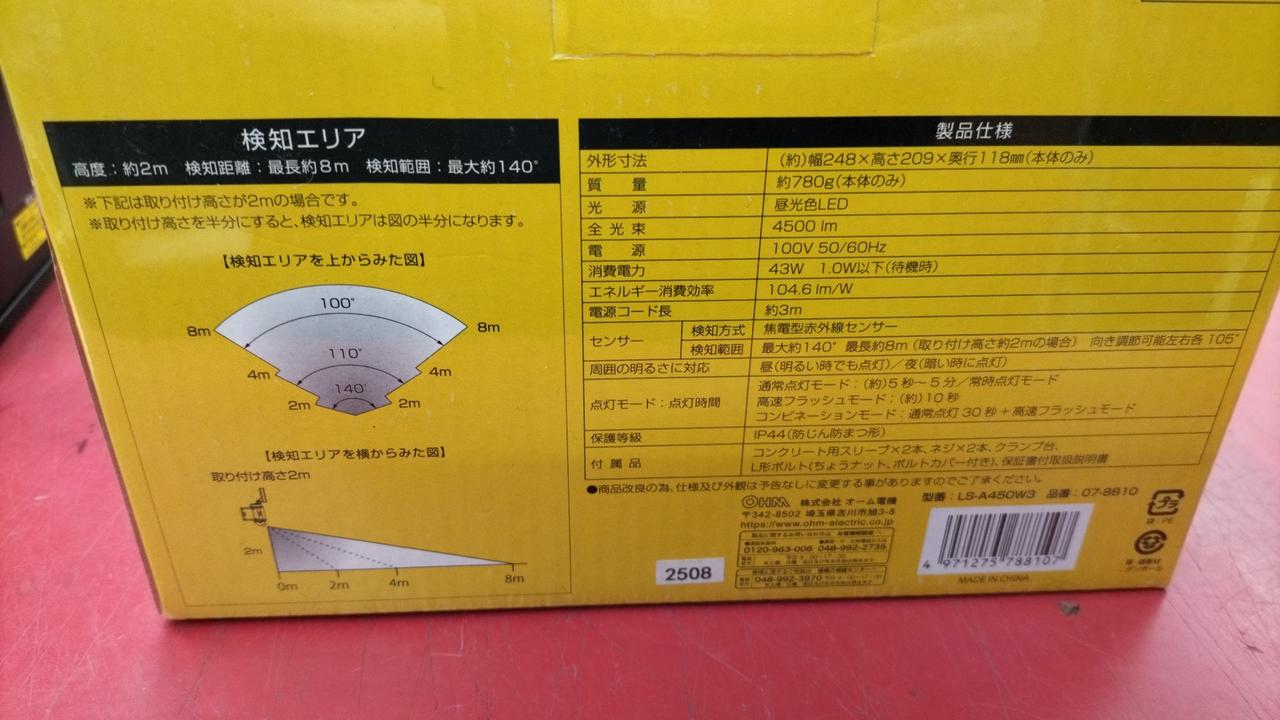 検知エリア
高度：約2m 検知距離：最長約8m 検知範囲：最大約140°
※下記は取り付け高さが2mの場合です。
※取り付け高さを半分にすると、検知エリアは図の半分になります。
【検知エリアを上からみた図】
100°
8m 8m
110°
4m 4m
140°
2m 2m
【検知エリアを横からみた図】
取り付け高さ2m
2m
0m 2m 4m 8m
製品仕様
外形寸法 (約)幅248×高さ209×奥行118㎜(本体のみ)
質量 約780g(本体のみ)
光源 昼光色LED
全光束 4500 lm
電源 100V 50/60Hz
消費電力 43W 1.0W以下(待機時)
エネルギー消費効率 104.6 lm/W
電源コード長 約3m
センサー 検知方式 焦電型赤外線センサー
検知範囲 最大約140° 最長約8m (取り付け高さ約2mの場合) 向き調節可能左右各105°
周囲の明るさに対応 昼(明るい時でも点灯)／夜(暗い時に点灯)
点灯モード：点灯時間 通常点灯モード：(約)5秒～5分／常時点灯モード
高速フラッシュモード：(約)10秒
コンビネーションモード：通常点灯30秒＋高速フラッシュモード
保護等級 IP44(防じん防まつ形)
付属品 コンクリート用スリーブ×2本、ネジ×2本、クランプ台、
L形ボルト(ちょうナット、ボルトカバー付き)、保証書付取扱説明書
●商品改良の為、仕様及び外観は予告なしに変更する事がありますのでご了承ください。
OHM 株式会社 オーム電機
〒342-8502 埼玉県吉川市旭3-8
https://www.ohm-electric.co.jp
0120-963-006 048-992-2735
048-992-3970
2508
型番：LS-A450W3 品番：07-8810
4 971275 788107
MADE IN CHINA
プラ
袋：PE
段ボール